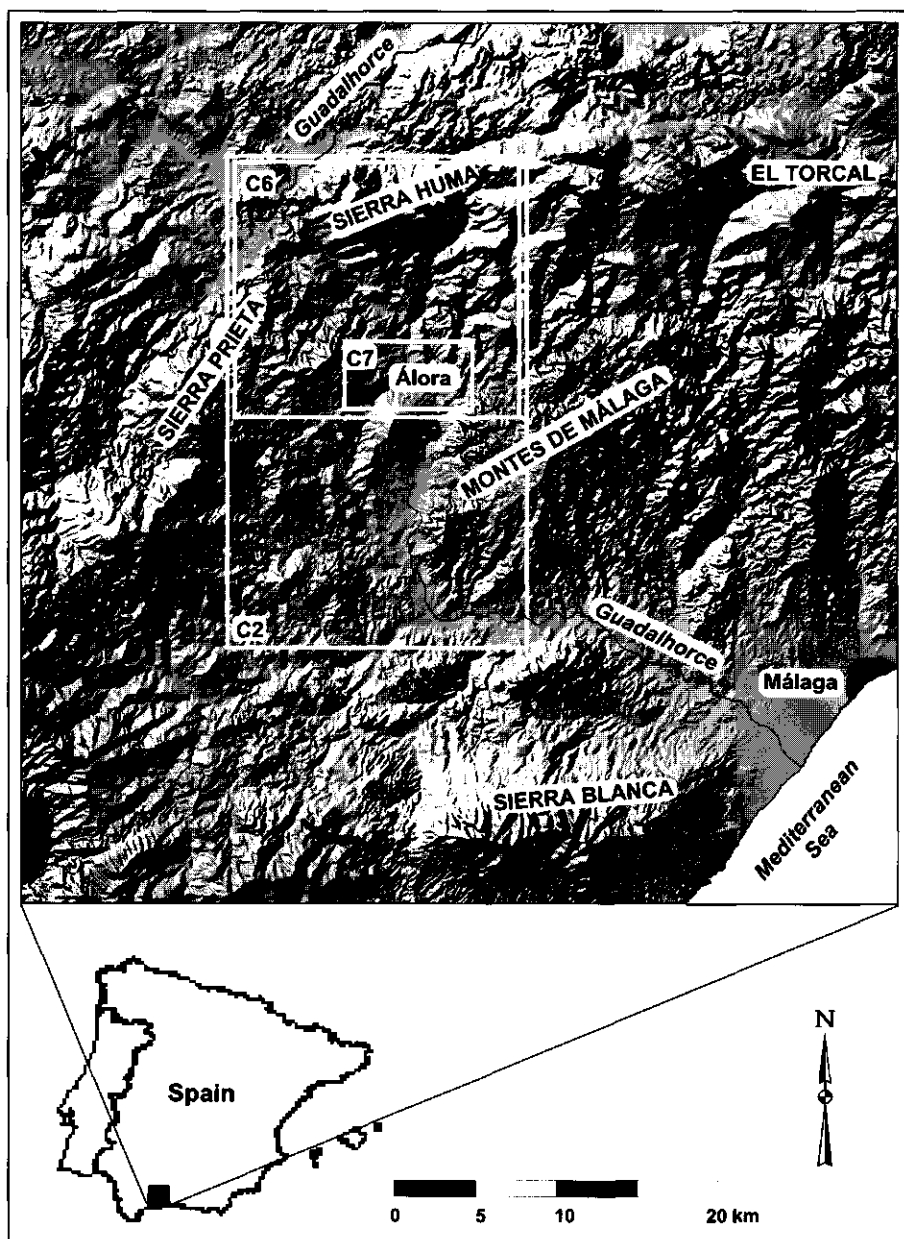 Guadalhorce
C6
SIERRA HUMA
EL TORCAL
SIERRA PRIETA
C7
Álora
MONTES DE MÁLAGA
C2
Guadalhorce
Málaga
SIERRA BLANCA
Mediterranean
Sea
N
Spain
0 5 10 20 km